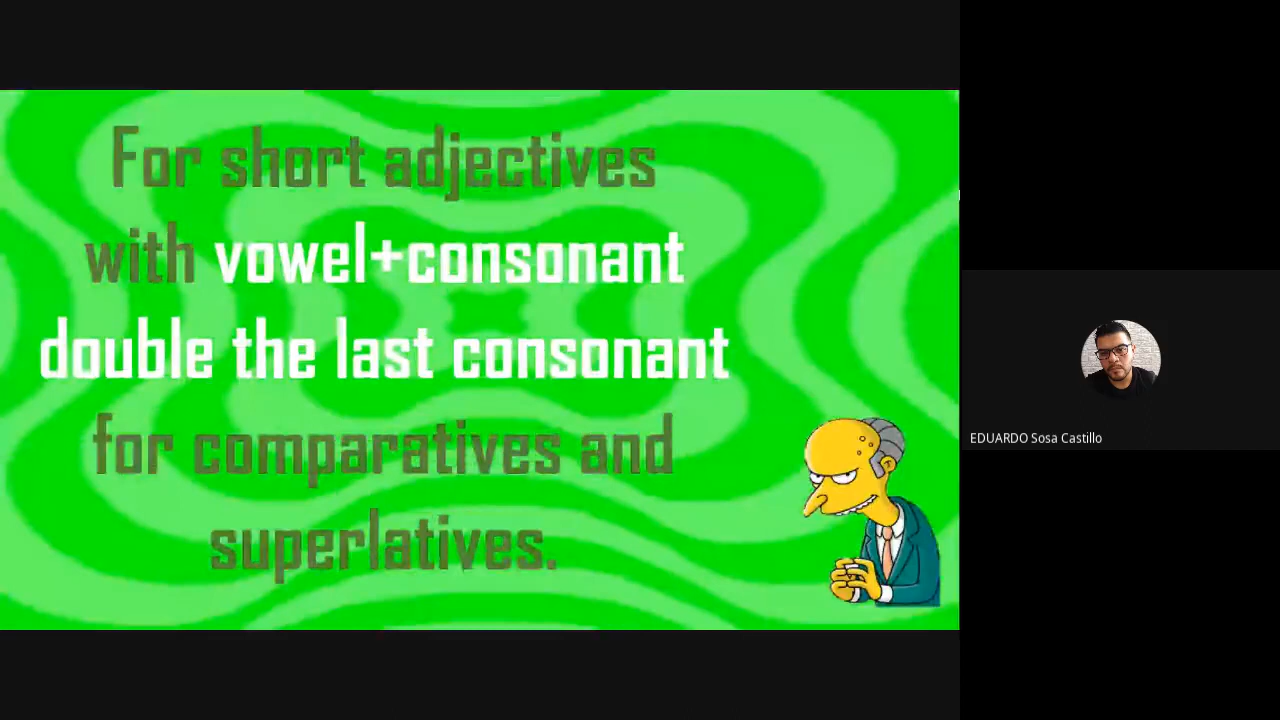 For short adjectives
with vowel+consonant
double the last consonant
for comparatives and
superlatives.
EDUARDO Sosa Castillo